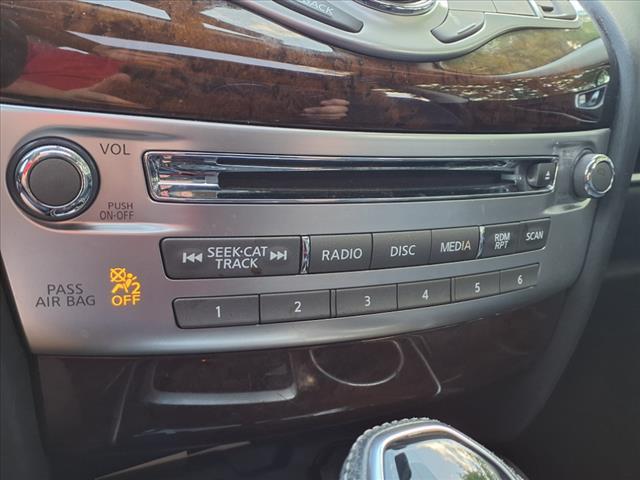 TRACK
VOL
PUSH
ON·OFF
SEEK·CAT
TRACK
RADIO
DISC
MEDIA
RDM
RPT
SCAN
PASS
AIR BAG
2
OFF
1
2
3
4
5
6